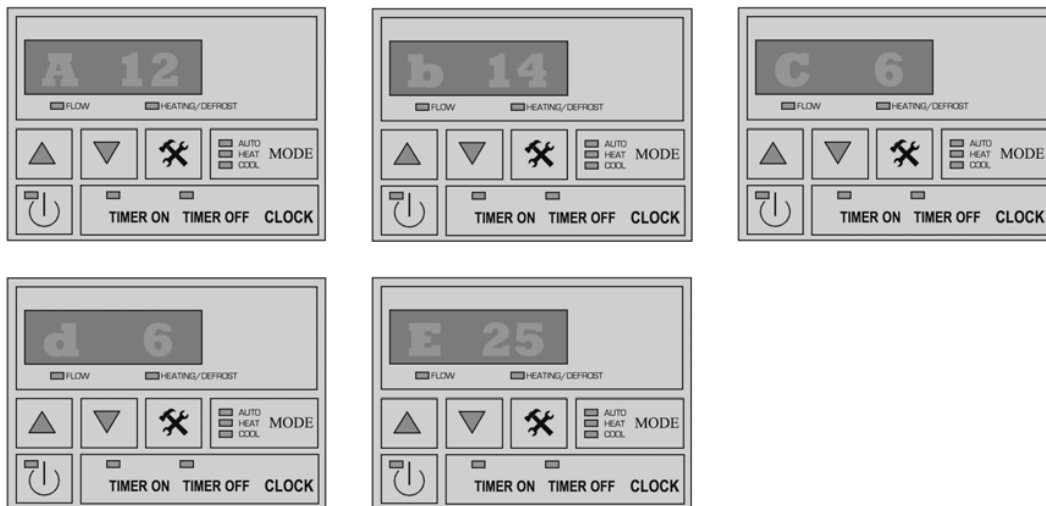 A 12
FLOW HEATING/DEFROST
AUTO
HEAT MODE
COOL
TIMER ON TIMER OFF CLOCK
b 14
FLOW HEATING/DEFROST
AUTO
HEAT MODE
COOL
TIMER ON TIMER OFF CLOCK
C 6
FLOW HEATING/DEFROST
AUTO
HEAT MODE
COOL
TIMER ON TIMER OFF CLOCK
d 6
FLOW HEATING/DEFROST
AUTO
HEAT MODE
COOL
TIMER ON TIMER OFF CLOCK
E 25
FLOW HEATING/DEFROST
AUTO
HEAT MODE
COOL
TIMER ON TIMER OFF CLOCK